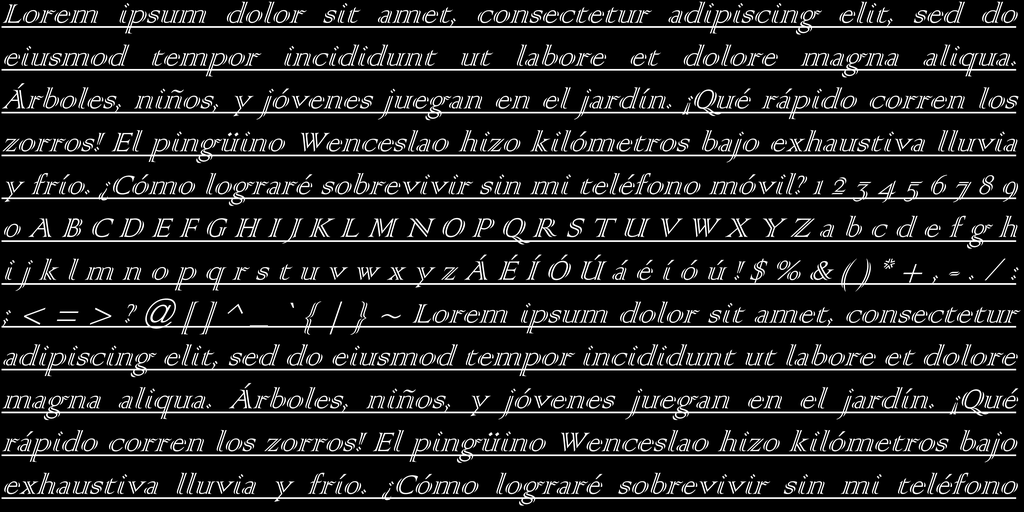 Lorem ipsum dolor sit amet, consectetur adipiscing elit, sed do
eiusmod tempor incididunt ut labore et dolore magna aliqua.
Árboles, niños, y jóvenes juegan en el jardín. ¡Qué rápido corren los
zorros! El pingüino Wenceslao hizo kilómetros bajo exhaustiva lluvia
y frío. ¿Cómo lograré sobrevivir sin mi teléfono móvil? 1 2 3 4 5 6 7 8 9
0 A B C D E F G H I J K L M N O P Q R S T U V W X Y Z a b c d e f g h
i j k l m n o p q r s t u v w x y z Á É Í Ó Ú á é í ó ú ! $ % & ( ) * + , - . / :
; < = > ? @ [ ] ^ _ ` { | } ~ Lorem ipsum dolor sit amet, consectetur
adipiscing elit, sed do eiusmod tempor incididunt ut labore et dolore
magna aliqua. Árboles, niños, y jóvenes juegan en el jardín. ¡Qué
rápido corren los zorros! El pingüino Wenceslao hizo kilómetros bajo
exhaustiva lluvia y frío. ¿Cómo lograré sobrevivir sin mi teléfono